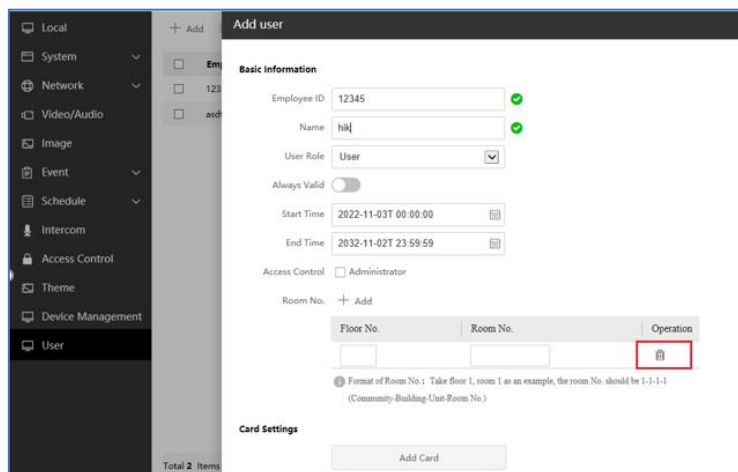 Local
System
Network
Video/Audio
Image
Event
Schedule
Intercom
Access Control
Theme
Device Management
User
Add
123
asdf
Total 2 Items
Add user
Basic Information
Employee ID 12345
Name hik
User Role User
Always Valid
Start Time 2022-11-03T 00:00:00
End Time 2032-11-02T 23:59:59
Access Control Administrator
Room No. Add
Floor No. Room No. Operation
Format of Room No.: Take floor 1, room 1 as an example, the room No. should be 1-1-1-1
(Community-Building-Unit-Room No.)
Card Settings
Add Card